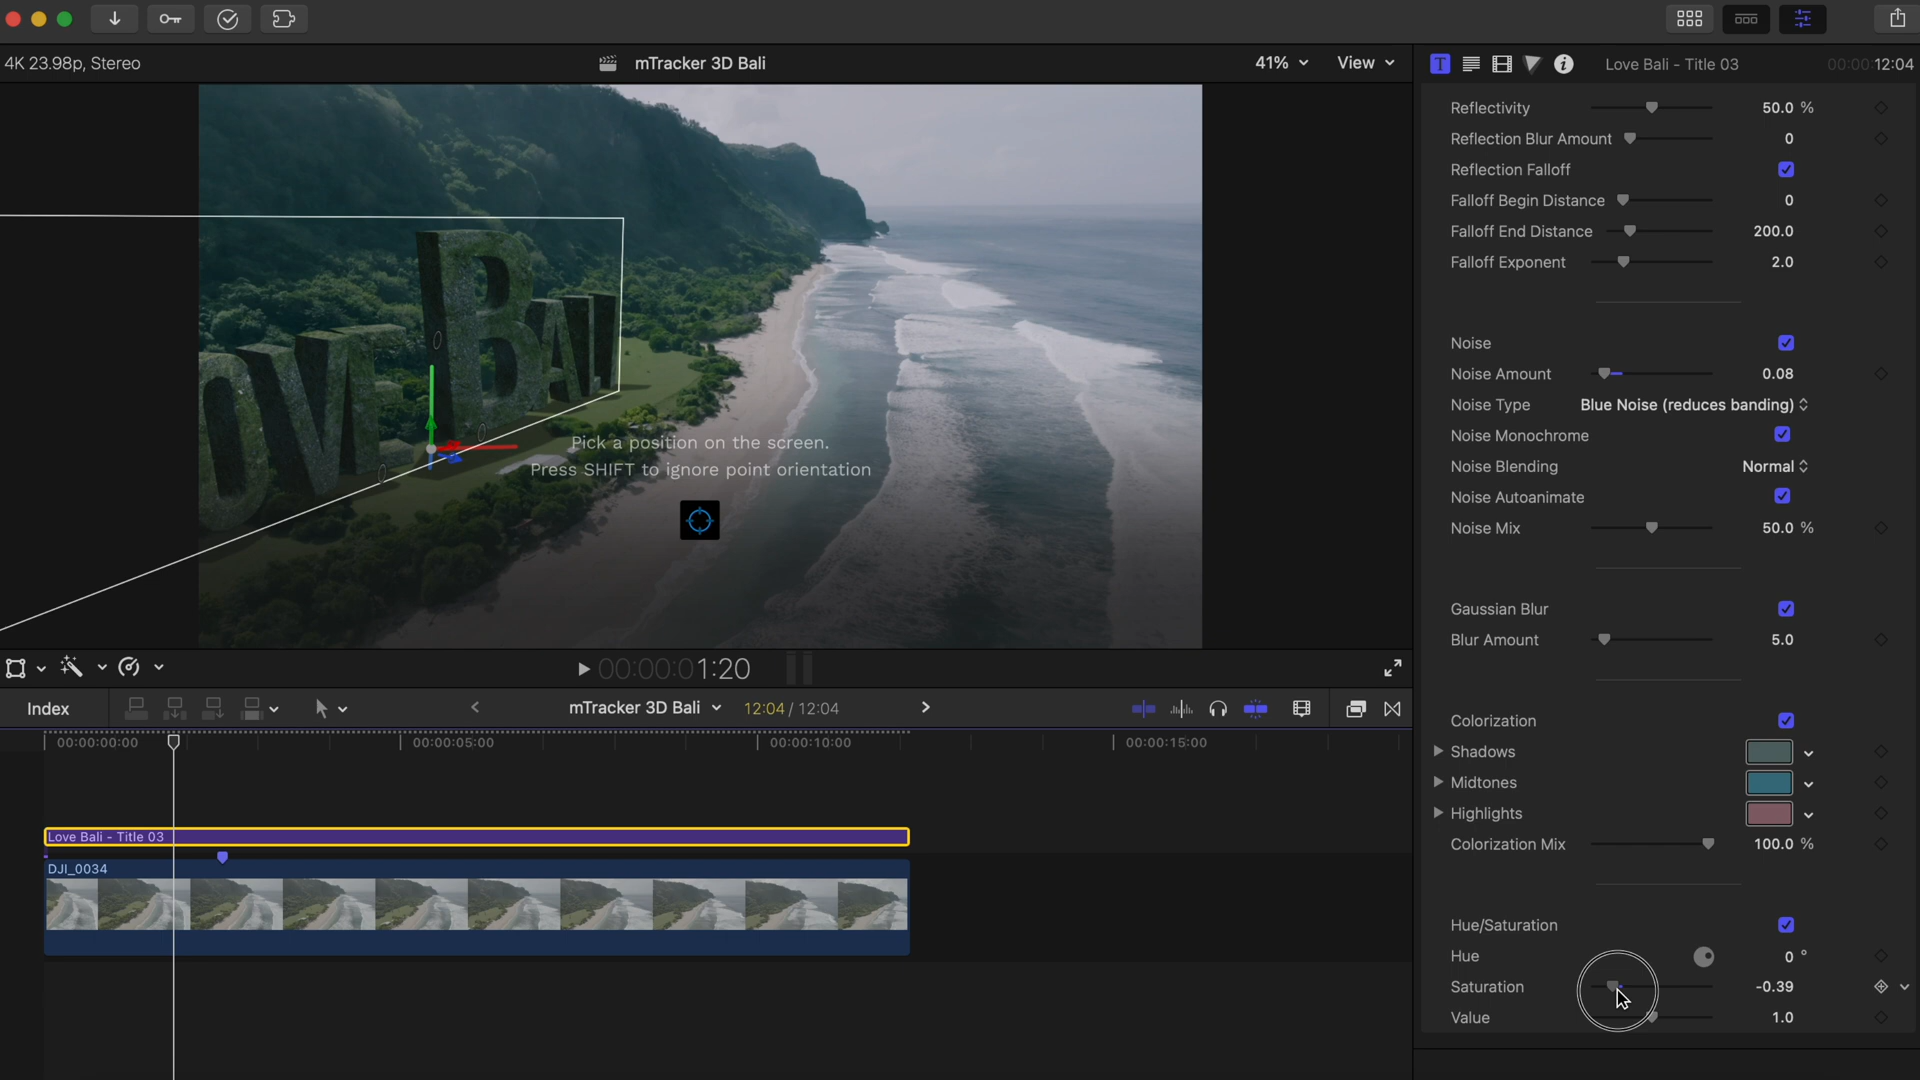 4K 23.98p, Stereo
mTracker 3D Bali
41%
View
T
i
Love Bali - Title 03
00:00:12:04
Reflectivity
50.0 %
Reflection Blur Amount
0
Reflection Falloff
Falloff Begin Distance
0
Falloff End Distance
200.0
Falloff Exponent
2.0
Noise
Noise Amount
0.08
Noise Type
Blue Noise (reduces banding)
Noise Monochrome
Noise Blending
Normal
Noise Autoanimate
Noise Mix
50.0 %
Gaussian Blur
Blur Amount
5.0
Colorization
Shadows
Midtones
Highlights
Colorization Mix
100.0 %
Hue/Saturation
Hue
0 °
Saturation
-0.39
Value
1.0
OVE BALI
Pick a position on the screen.
Press SHIFT to ignore point orientation
00:00:01:20
Index
mTracker 3D Bali
12:04 / 12:04
00:00:00:00
00:00:05:00
00:00:10:00
00:00:15:00
Love Bali - Title 03
DJI_0034